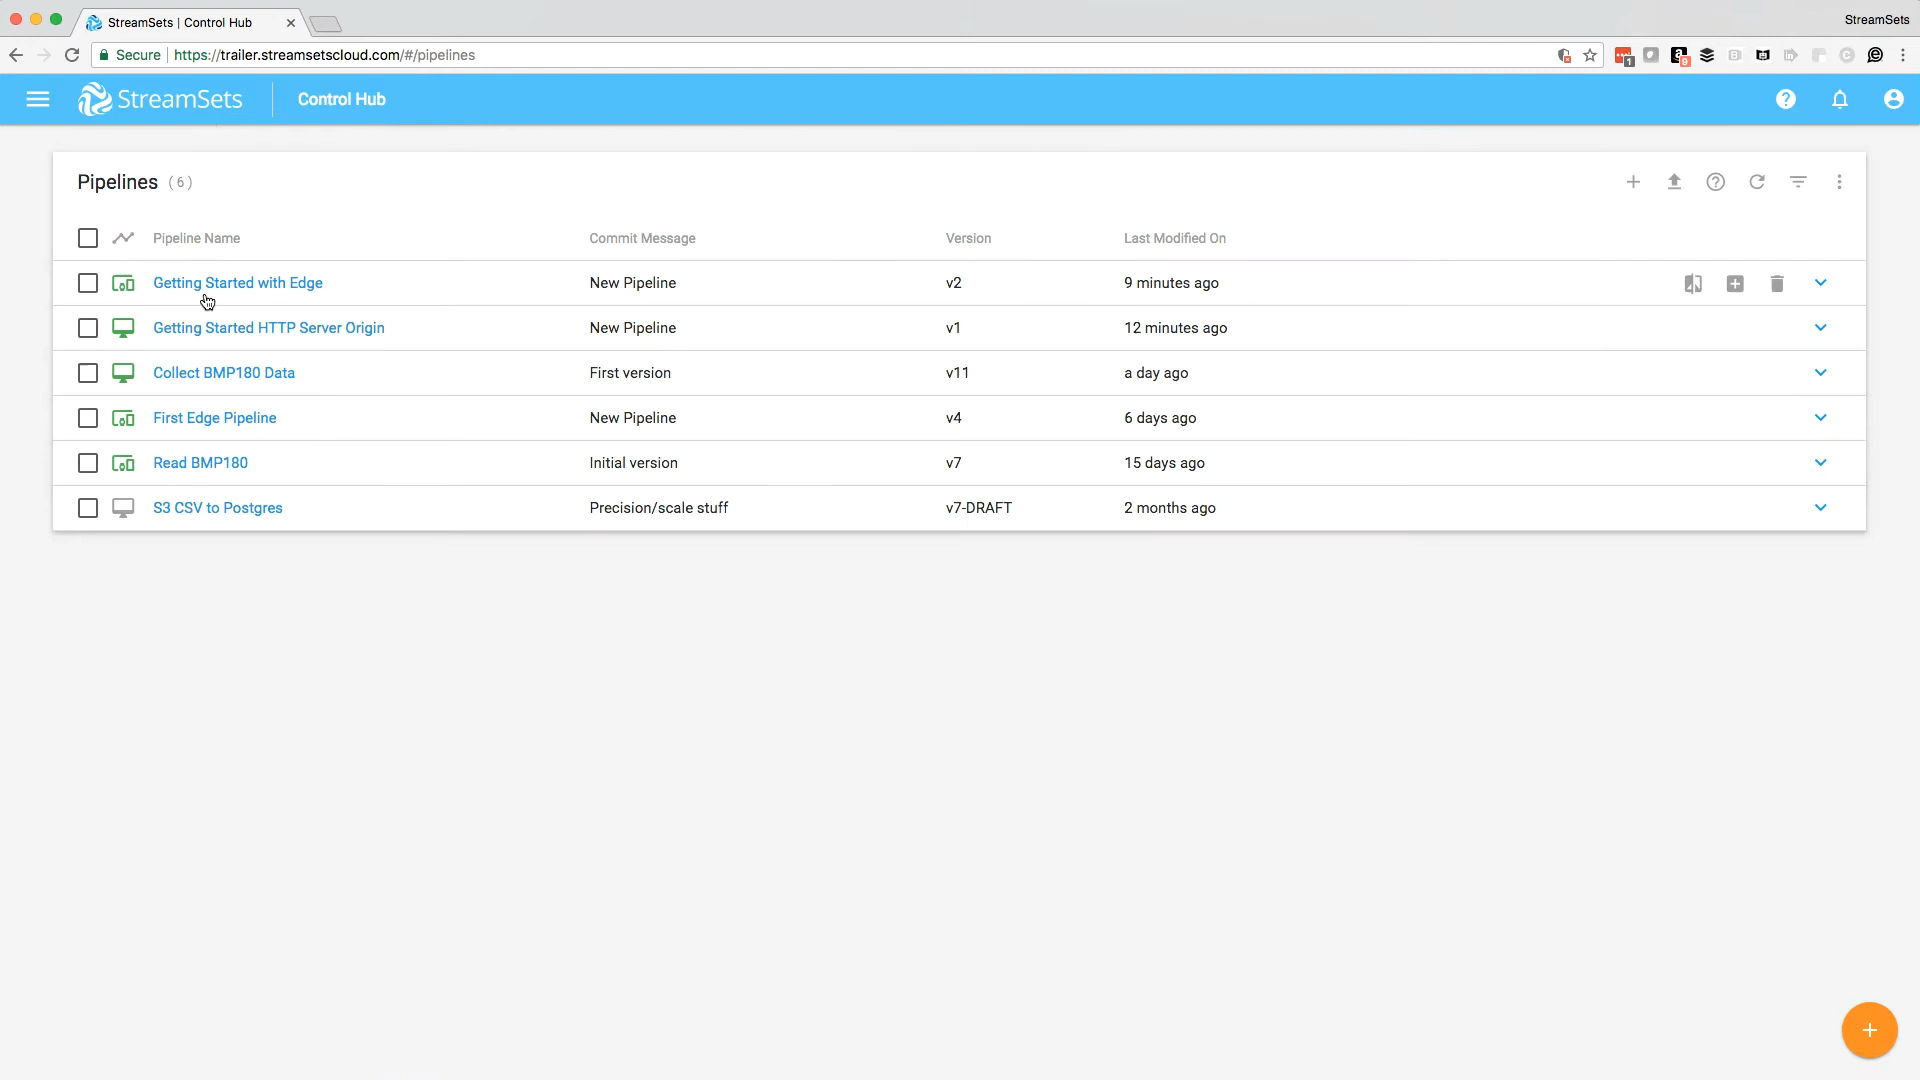 StreamSets | Control Hub
StreamSets
Secure https://trailer.streamsetscloud.com/#/pipelines
1
9
StreamSets Control Hub
Pipelines (6)
Pipeline Name Commit Message Version Last Modified On
Getting Started with Edge New Pipeline v2 9 minutes ago
Getting Started HTTP Server Origin New Pipeline v1 12 minutes ago
Collect BMP180 Data First version v11 a day ago
First Edge Pipeline New Pipeline v4 6 days ago
Read BMP180 Initial version v7 15 days ago
S3 CSV to Postgres Precision/scale stuff v7-DRAFT 2 months ago